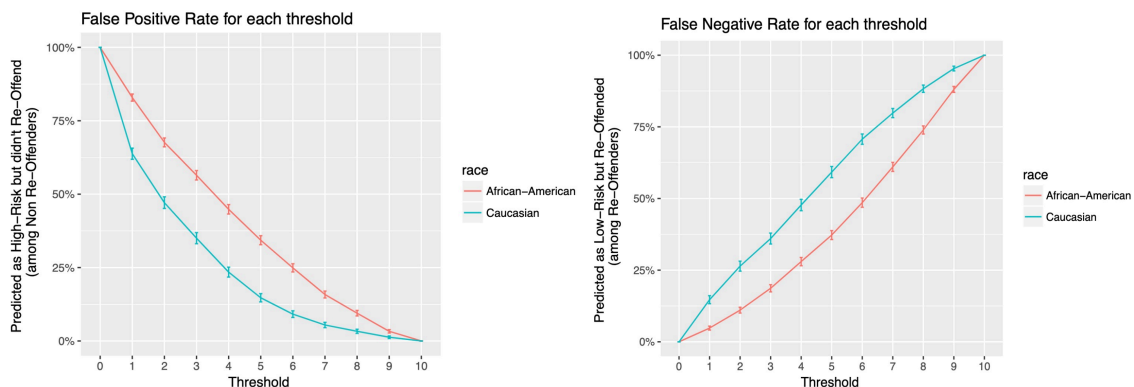 False Positive Rate for each threshold
Predicted as High−Risk but didn't Re−Offend
(among Non Re−Offenders)
100%
75%
50%
25%
0%
0 1 2 3 4 5 6 7 8 9 10
Threshold
race
African−American
Caucasian
False Negative Rate for each threshold
Predicted as Low−Risk but Re−Offended
(among Re−Offenders)
100%
75%
50%
25%
0%
0 1 2 3 4 5 6 7 8 9 10
Threshold
race
African−American
Caucasian